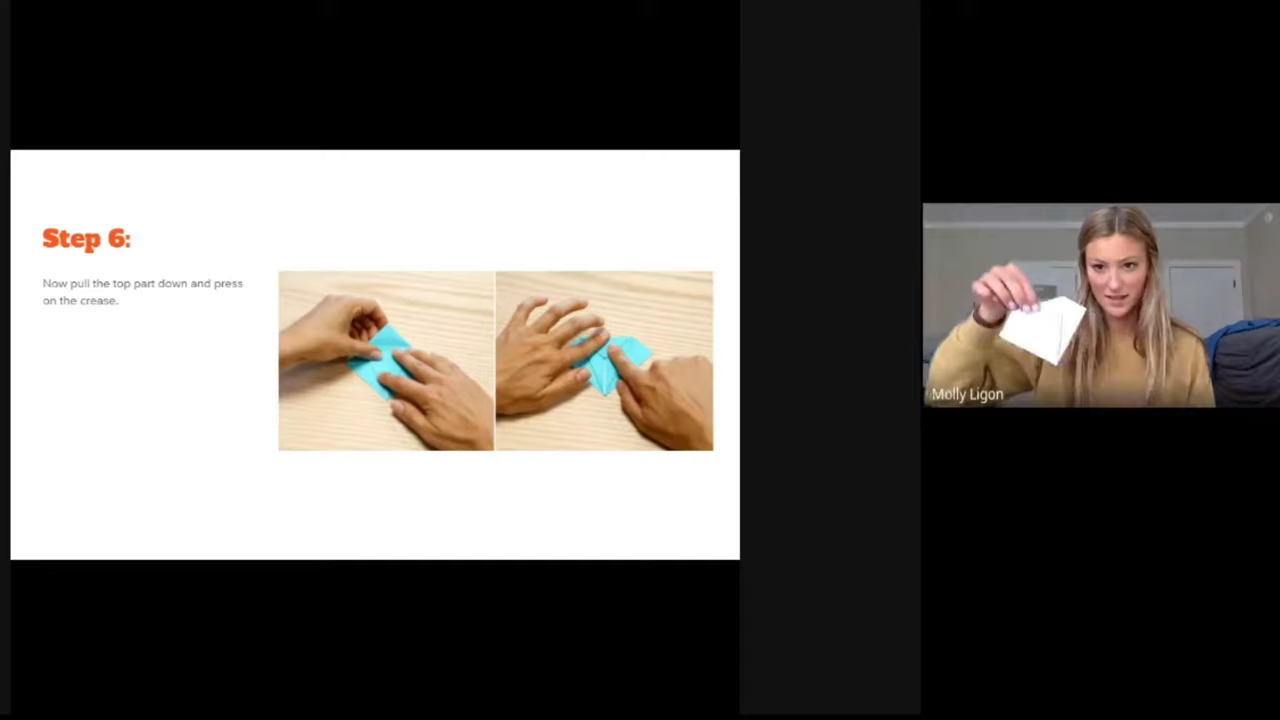 Step 6:
Now pull the top part down and press
on the crease.
Molly Ligon